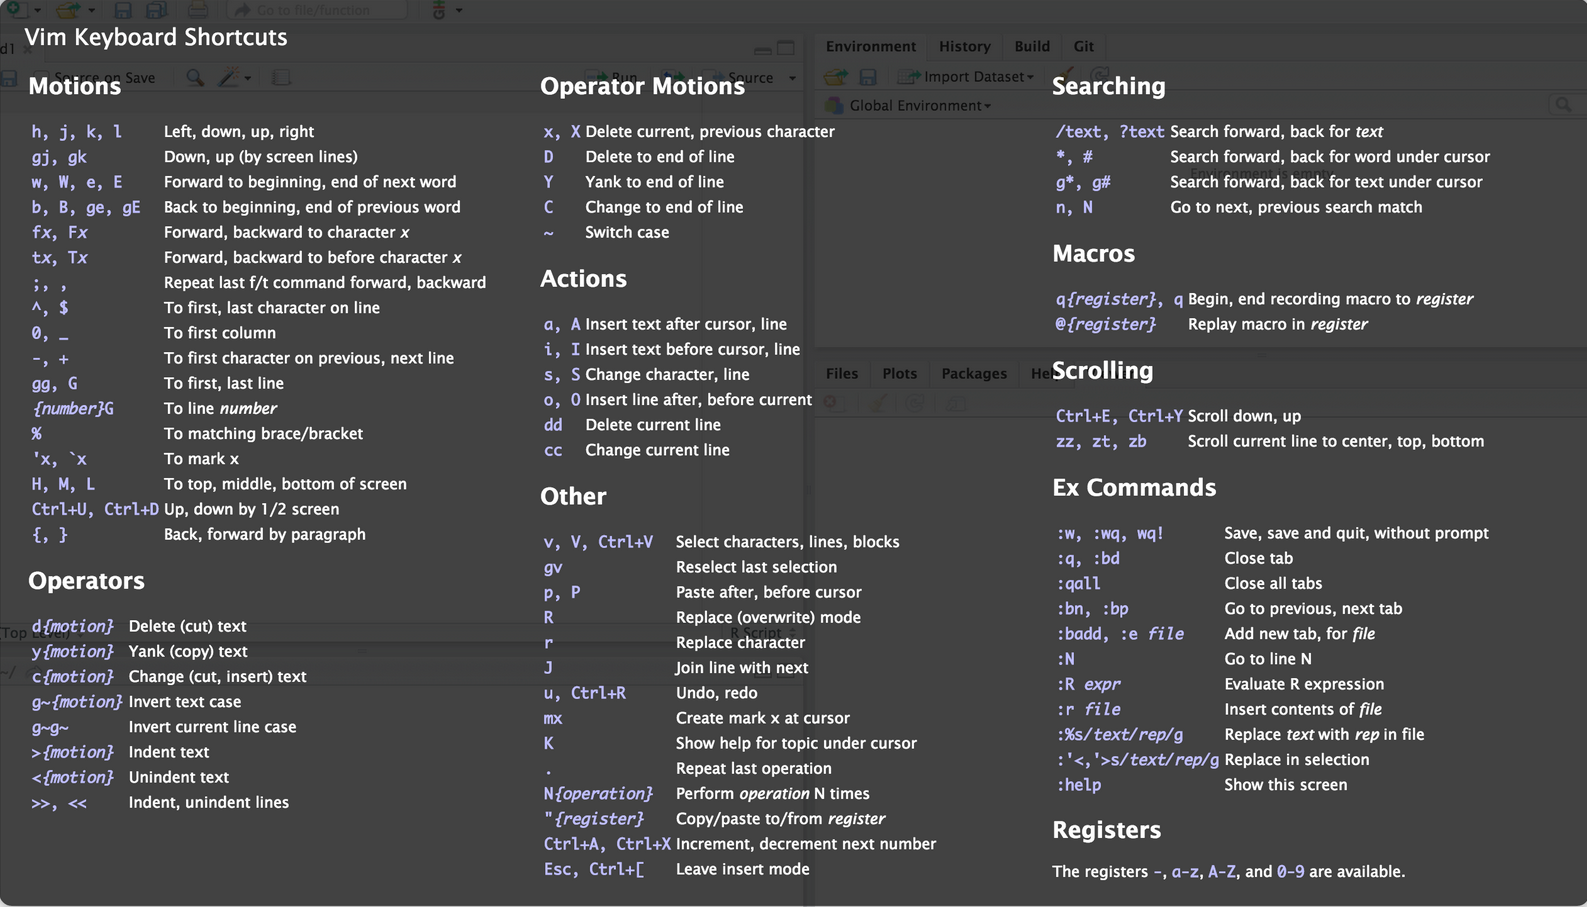 Go to file/function
Vim Keyboard Shortcuts
Motions
h, j, k, l Left, down, up, right
gj, gk Down, up (by screen lines)
w, W, e, E Forward to beginning, end of next word
b, B, ge, gE Back to beginning, end of previous word
fx, Fx Forward, backward to character x
tx, Tx Forward, backward to before character x
;, , Repeat last f/t command forward, backward
^, $ To first, last character on line
0, _ To first column
-, + To first character on previous, next line
gg, G To first, last line
{number}G To line number
% To matching brace/bracket
'x, `x To mark x
H, M, L To top, middle, bottom of screen
Ctrl+U, Ctrl+D Up, down by 1/2 screen
{, } Back, forward by paragraph
Operators
d{motion} Delete (cut) text
y{motion} Yank (copy) text
c{motion} Change (cut, insert) text
g~{motion} Invert text case
g~g~ Invert current line case
>{motion} Indent text
<{motion} Unindent text
>>, << Indent, unindent lines
Operator Motions
x, X Delete current, previous character
D Delete to end of line
Y Yank to end of line
C Change to end of line
~ Switch case
Actions
a, A Insert text after cursor, line
i, I Insert text before cursor, line
s, S Change character, line
o, O Insert line after, before current
dd Delete current line
cc Change current line
Other
v, V, Ctrl+V Select characters, lines, blocks
gv Reselect last selection
p, P Paste after, before cursor
R Replace (overwrite) mode
r Replace character
J Join line with next
u, Ctrl+R Undo, redo
mx Create mark x at cursor
K Show help for topic under cursor
. Repeat last operation
N{operation} Perform operation N times
"{register} Copy/paste to/from register
Ctrl+A, Ctrl+X Increment, decrement next number
Esc, Ctrl+[ Leave insert mode
Searching
/text, ?text Search forward, back for text
*, # Search forward, back for word under cursor
g*, g# Search forward, back for text under cursor
n, N Go to next, previous search match
Macros
q{register}, q Begin, end recording macro to register
@{register} Replay macro in register
Scrolling
Ctrl+E, Ctrl+Y Scroll down, up
zz, zt, zb Scroll current line to center, top, bottom
Ex Commands
:w, :wq, wq! Save, save and quit, without prompt
:q, :bd Close tab
:qall Close all tabs
:bn, :bp Go to previous, next tab
:badd, :e file Add new tab, for file
:N Go to line N
:R expr Evaluate R expression
:r file Insert contents of file
:%s/text/rep/g Replace text with rep in file
:'<,'>s/text/rep/g Replace in selection
:help Show this screen
Registers
The registers -, a-z, A-Z, and 0-9 are available.
Source on Save Run Source
Environment History Build Git
Import Dataset
Global Environment
Environment is empty
Files Plots Packages
(Top Level) R Script
~/